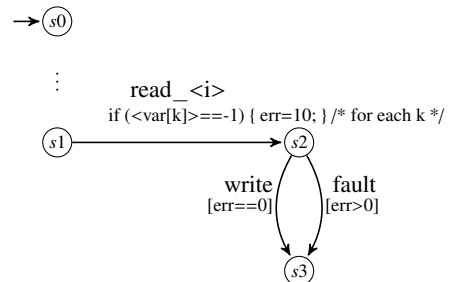 s0
⋮
read_<i>
if (<var[k]>==-1) { err=10; } /* for each k */
s1
s2
write
fault
[err==0]
[err>0]
s3